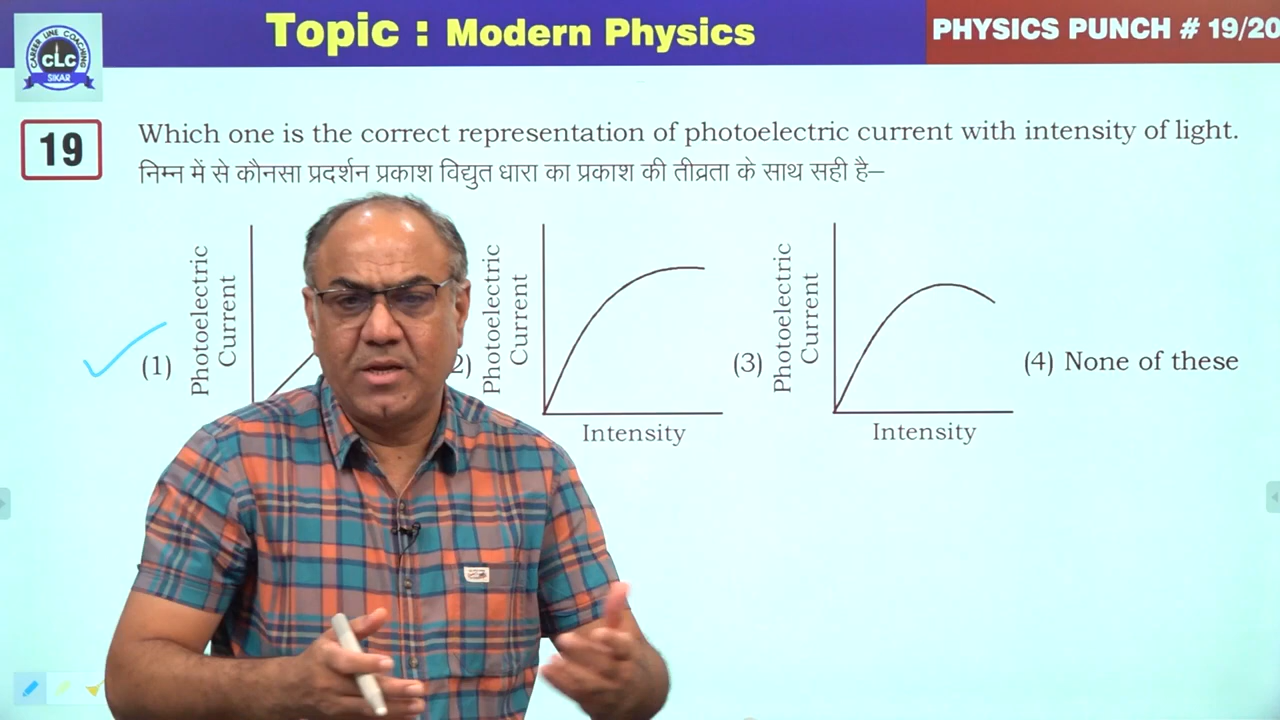 Topic : Modern Physics
PHYSICS PUNCH # 19/20
CAREER LINE COACHING
CLC
SIKAR
19
Which one is the correct representation of photoelectric current with intensity of light.
निम्न में से कौनसा प्रदर्शन प्रकाश विद्युत धारा का प्रकाश की तीव्रता के साथ सही है–
(1)
Photoelectric
Current
2)
Photoelectric
Current
Intensity
(3)
Photoelectric
Current
Intensity
(4) None of these